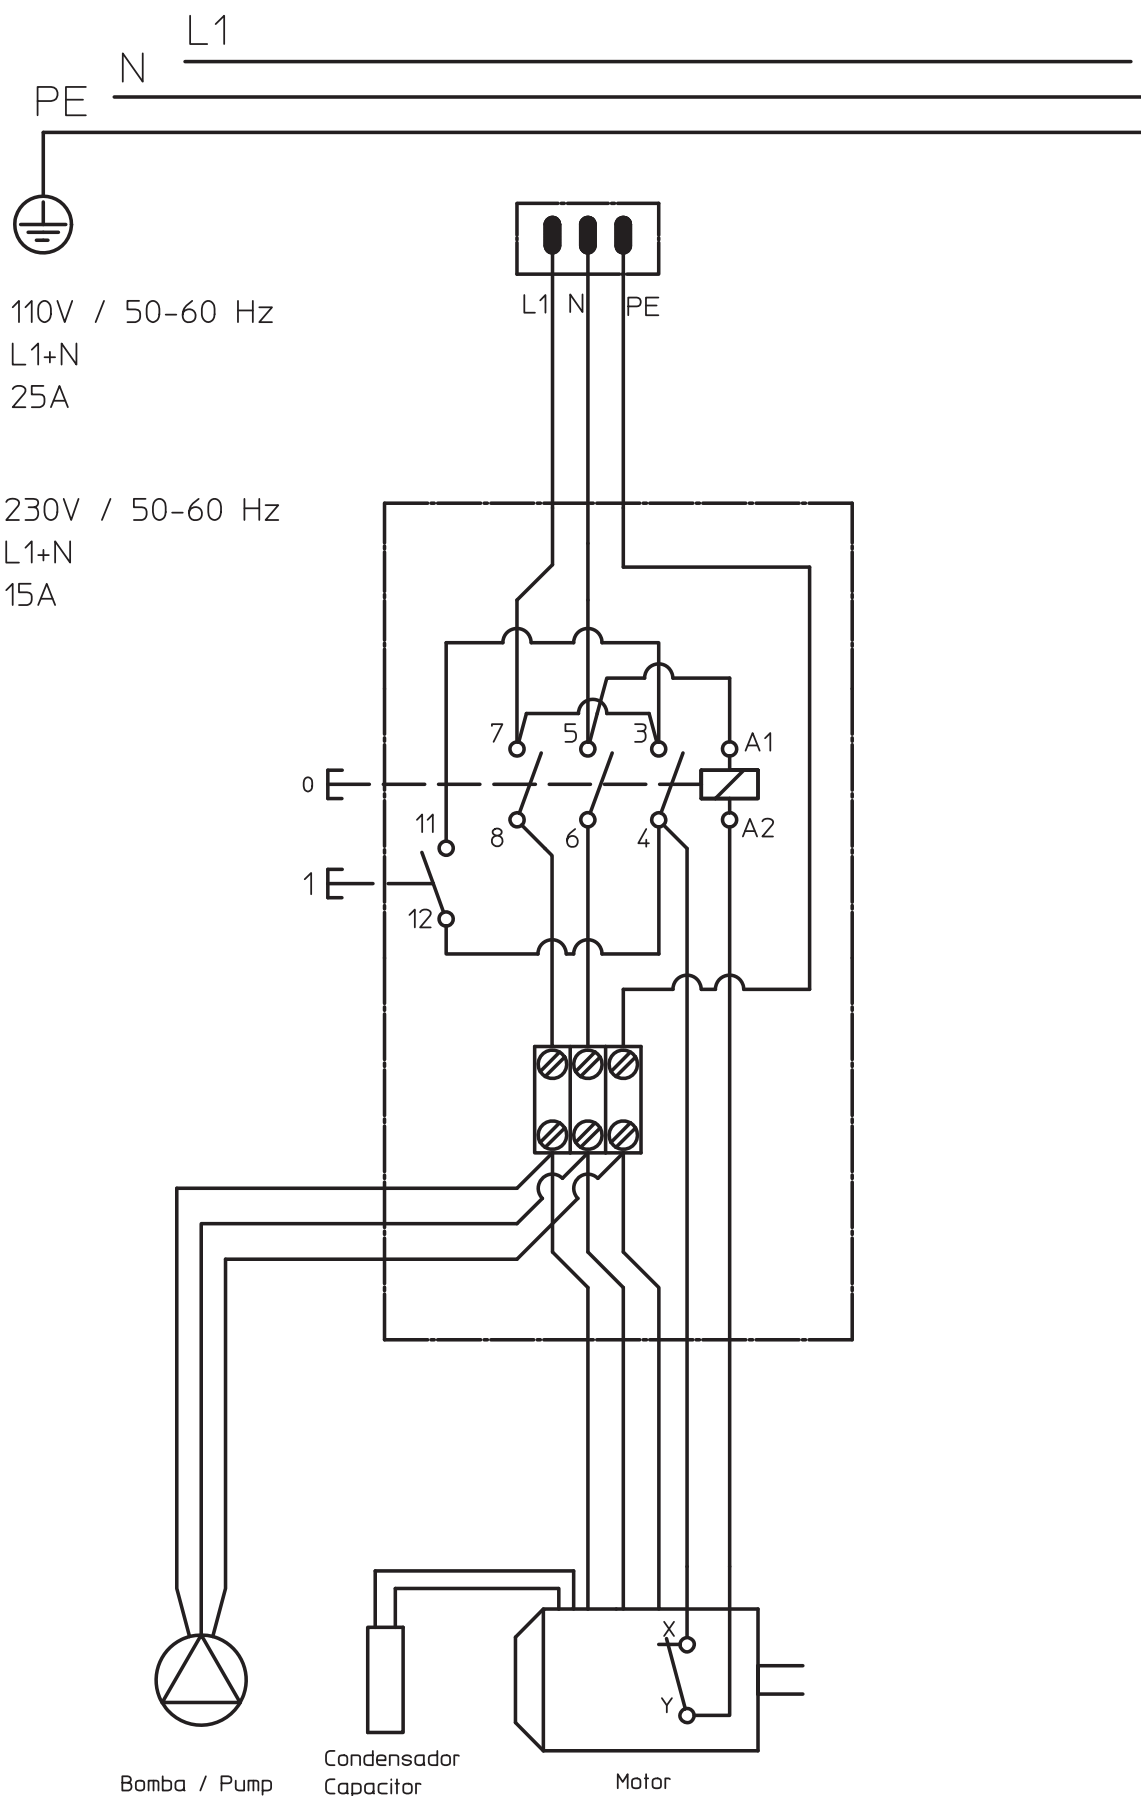 L1
N
PE
L1 N PE
110V / 50-60 Hz
L1+N
25A
230V / 50-60 Hz
L1+N
15A
7 5 3 A1
0
11 8 6 4 A2
1
12
X
Y
Condensador
Capacitor
Bomba / Pump
Motor